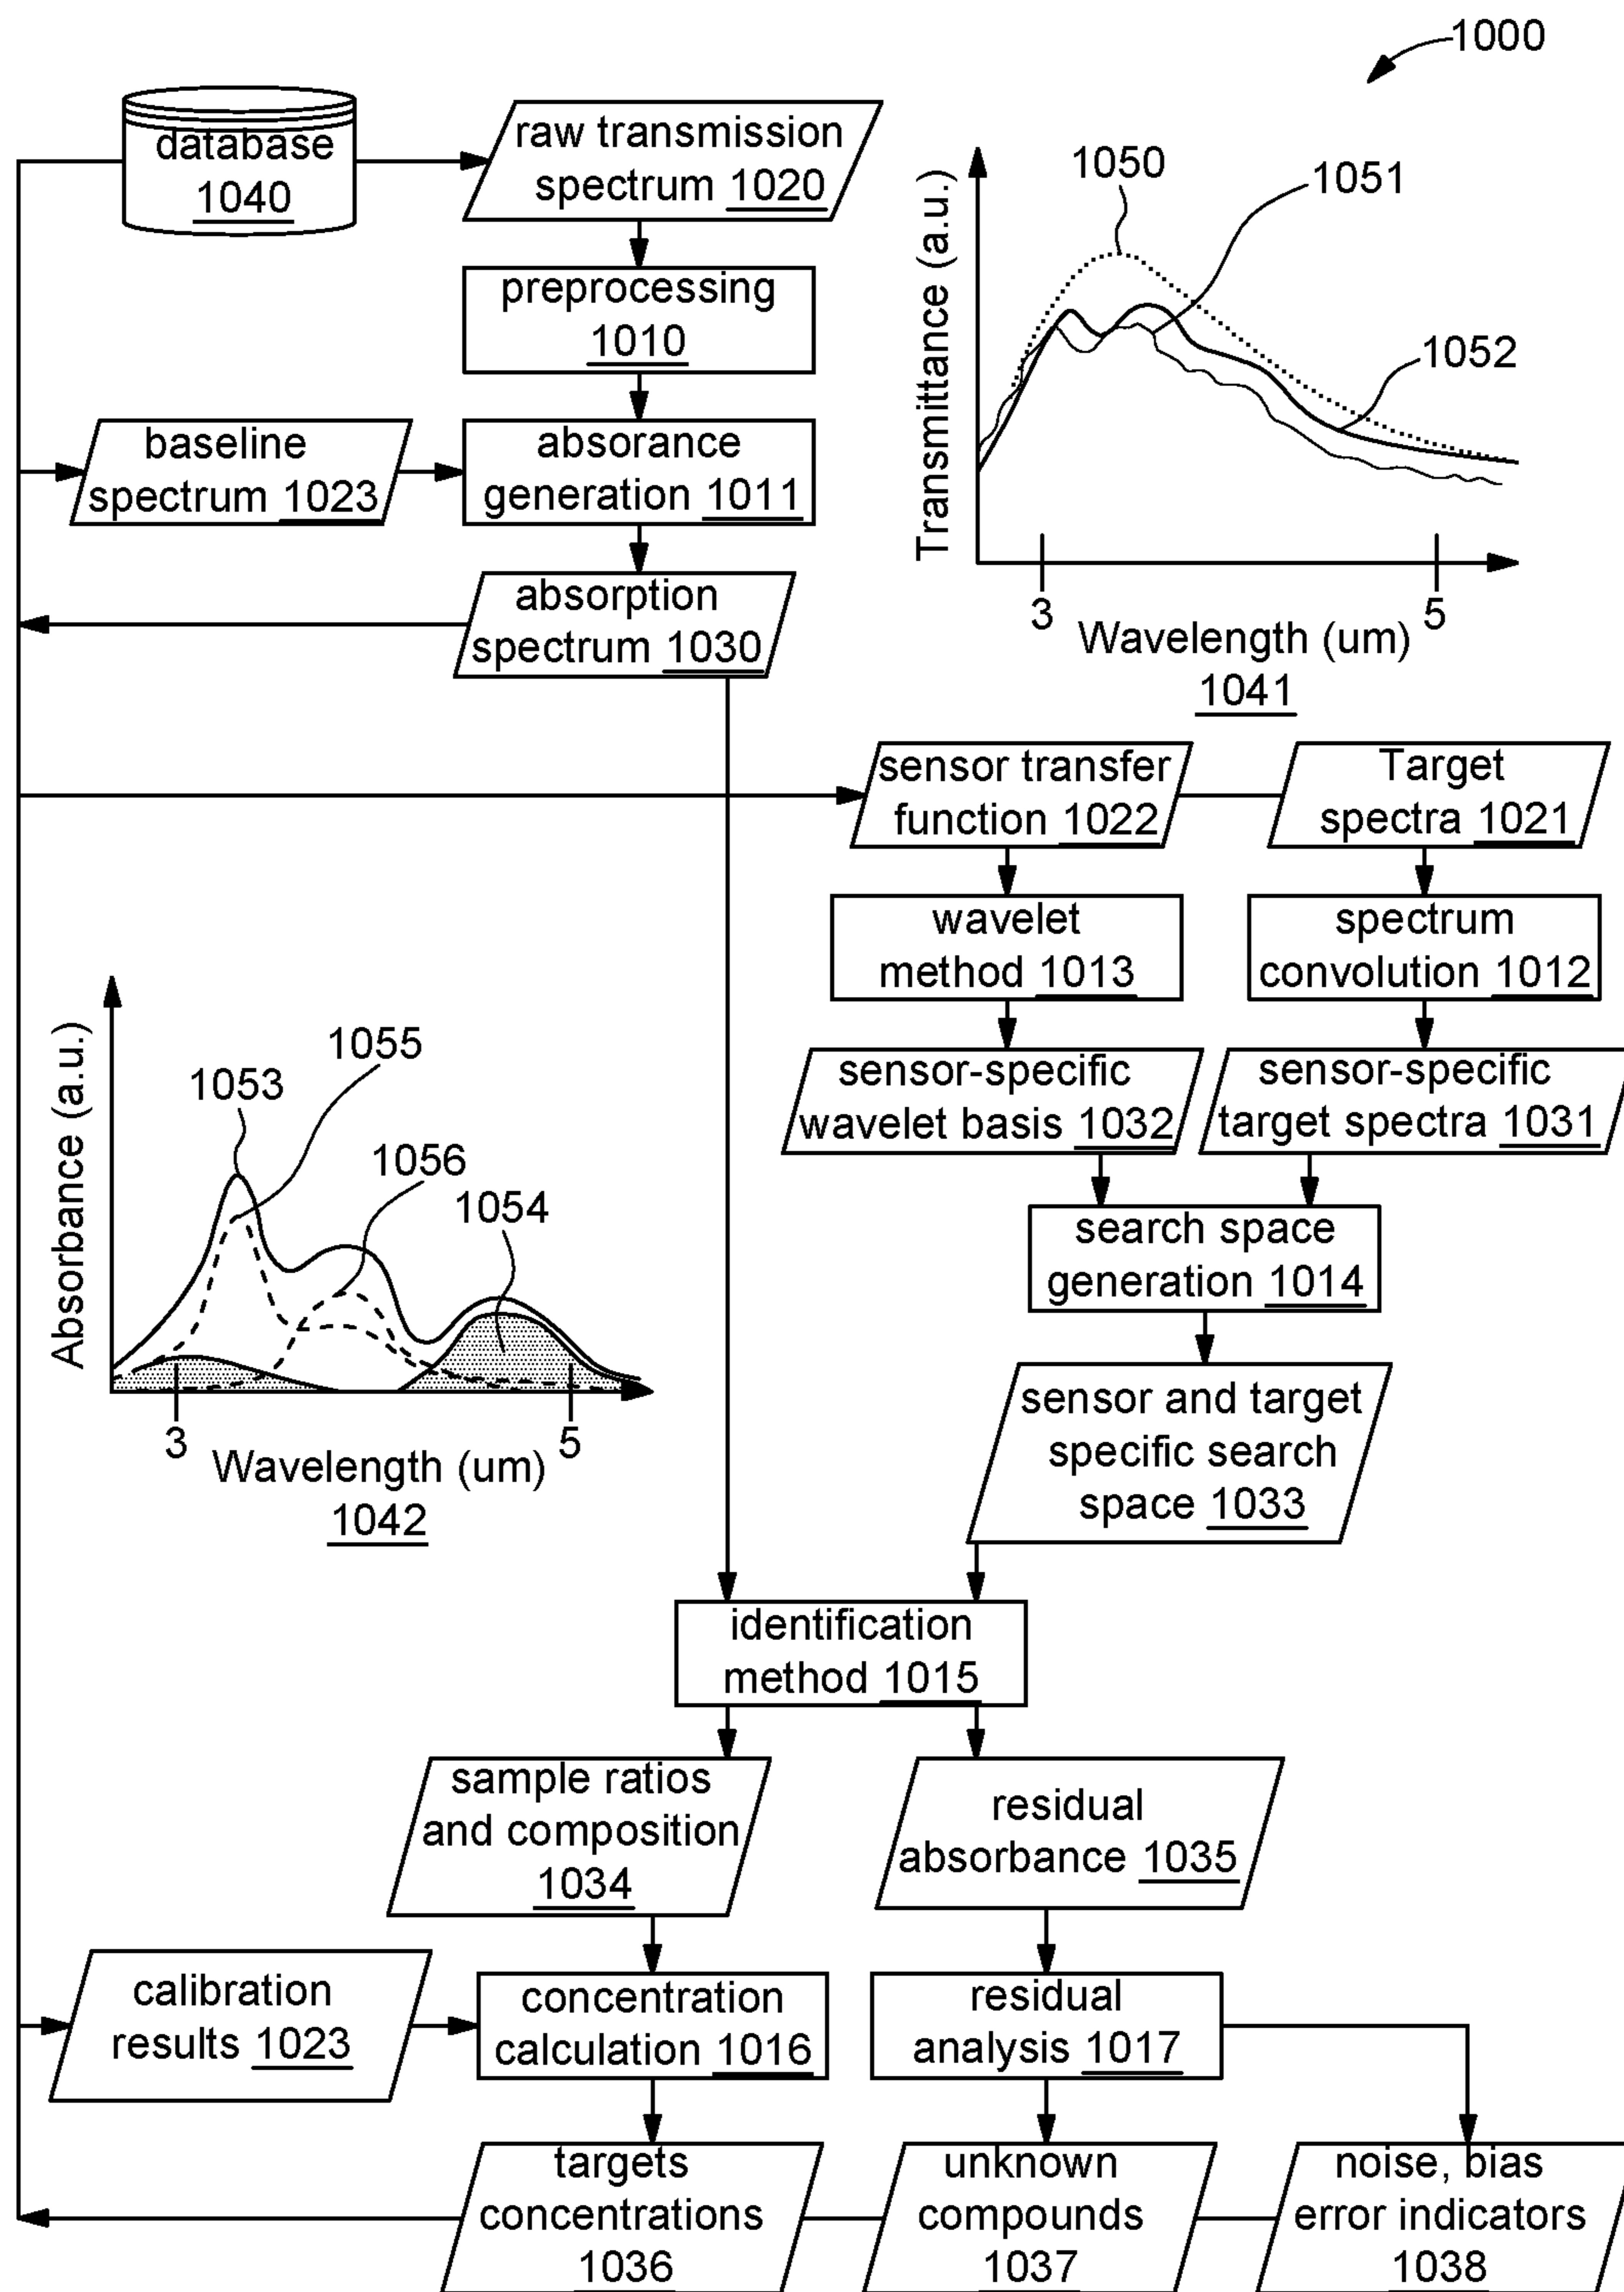 1000
database
1040
raw transmission
spectrum 1020
preprocessing
1010
baseline
spectrum 1023
absorance
generation 1011
absorption
spectrum 1030
1050
1051
1052
Transmittance (a.u.)
3
5
Wavelength (um)
1041
sensor transfer
function 1022
Target
spectra 1021
wavelet
method 1013
spectrum
convolution 1012
sensor-specific
wavelet basis 1032
sensor-specific
target spectra 1031
search space
generation 1014
sensor and target
specific search
space 1033
1055
1053
1056
1054
Absorbance (a.u.)
3
5
Wavelength (um)
1042
identification
method 1015
sample ratios
and composition
1034
residual
absorbance 1035
calibration
results 1023
concentration
calculation 1016
residual
analysis 1017
targets
concentrations
1036
unknown
compounds
1037
noise, bias
error indicators
1038